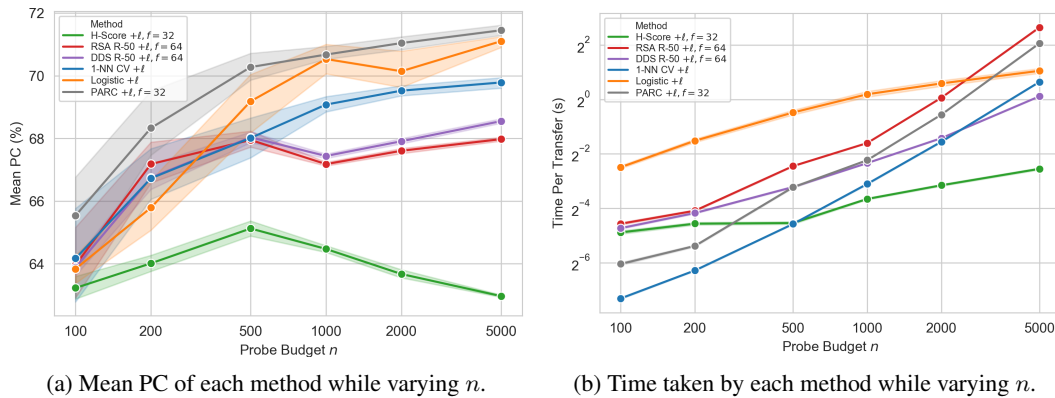 72
70
68
66
64
Mean PC (%)
Method
H-Score +ℓ, f = 32
RSA R-50 +ℓ, f = 64
DDS R-50 +ℓ, f = 64
1-NN CV +ℓ
Logistic +ℓ
PARC +ℓ, f = 32
100 200 500 1000 2000 5000
Probe Budget n
(a) Mean PC of each method while varying n.
2^2
2^0
2^-2
2^-4
2^-6
Time Per Transfer (s)
Method
H-Score +ℓ, f = 32
RSA R-50 +ℓ, f = 64
DDS R-50 +ℓ, f = 64
1-NN CV +ℓ
Logistic +ℓ
PARC +ℓ, f = 32
100 200 500 1000 2000 5000
Probe Budget n
(b) Time taken by each method while varying n.